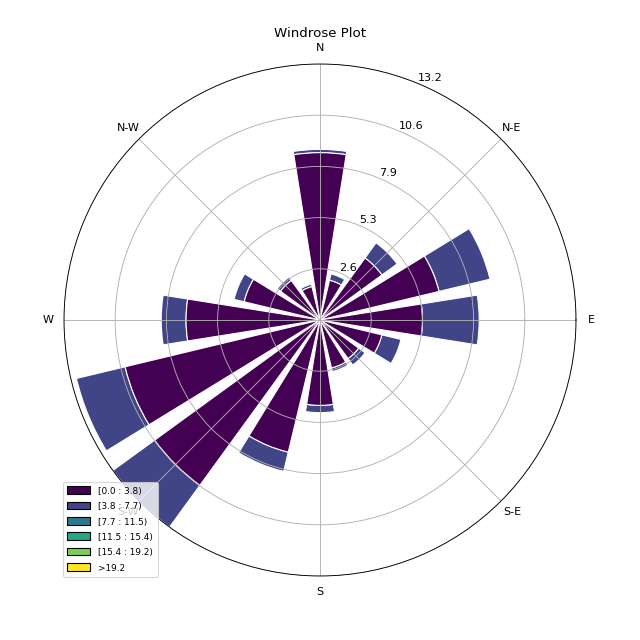 Windrose Plot
N
13.2
N-W
10.6
N-E
7.9
5.3
2.6
W
E
[0.0 : 3.8)
[3.8 : 7.7)
S-W
S-E
[7.7 : 11.5)
[11.5 : 15.4)
[15.4 : 19.2)
>19.2
S